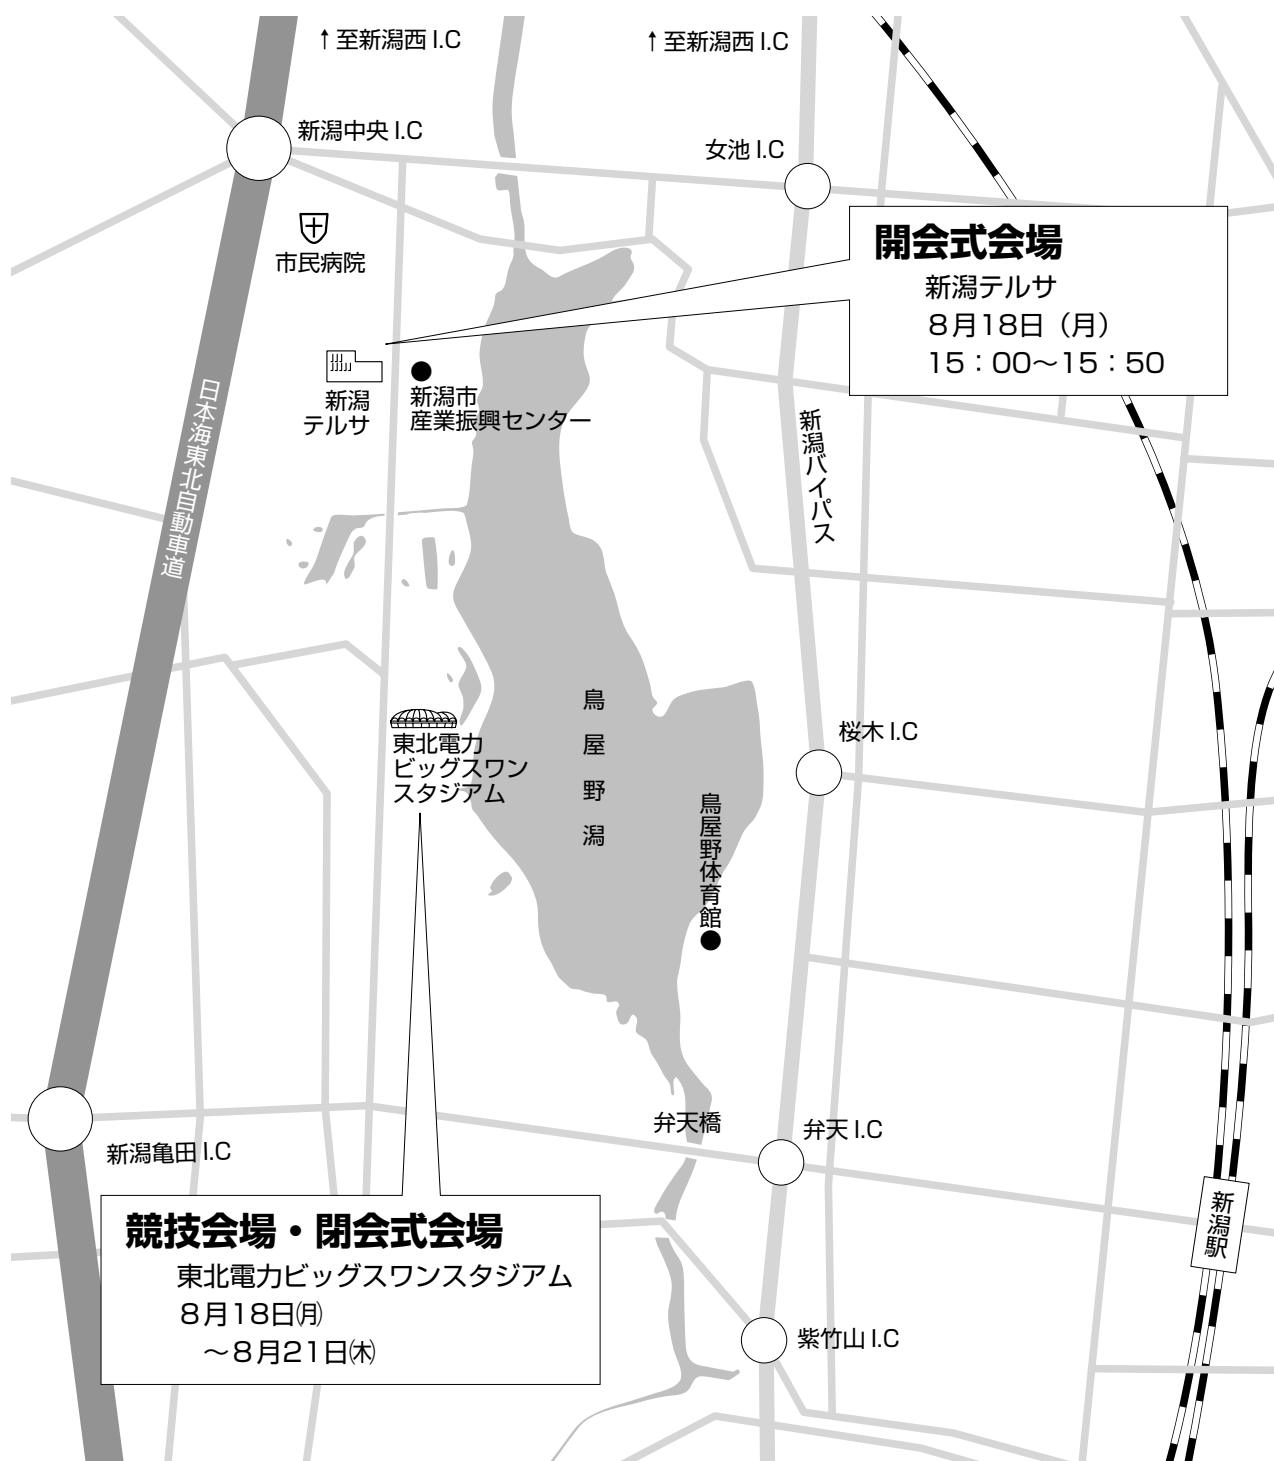 ↑至新潟西 I.C
↑至新潟西 I.C
新潟中央 I.C
女池 I.C
市民病院
開会式会場
新潟テルサ
8月18日（月）
15：00〜15：50
新潟
テルサ
新潟市
産業振興センター
日本海東北自動車道
新潟バイパス
鳥屋野潟
東北電力
ビッグスワン
スタジアム
桜木 I.C
鳥屋野体育館
弁天橋
弁天 I.C
新潟亀田 I.C
新潟駅
競技会場・閉会式会場
東北電力ビッグスワンスタジアム
8月18日㈪
〜8月21日㈭
紫竹山 I.C